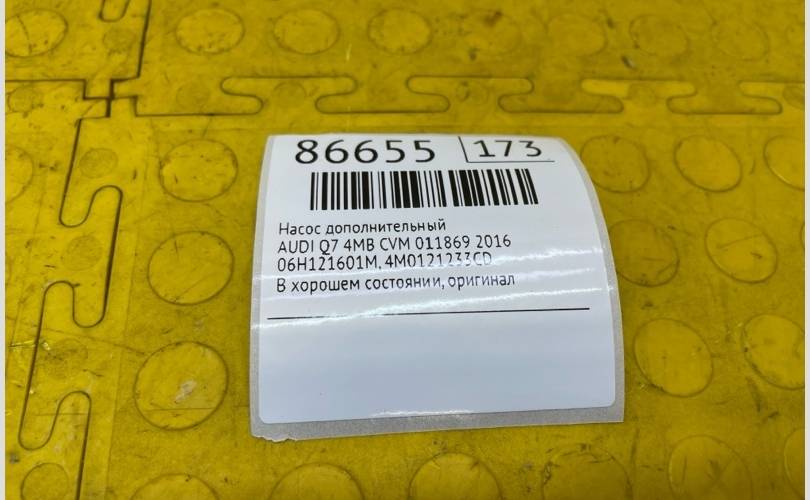 86655 173
Насос дополнительный
AUDI Q7 4MB CVM 011869 2016
06H121601M, 4M0121233CD
В хорошем состоянии, оригинал